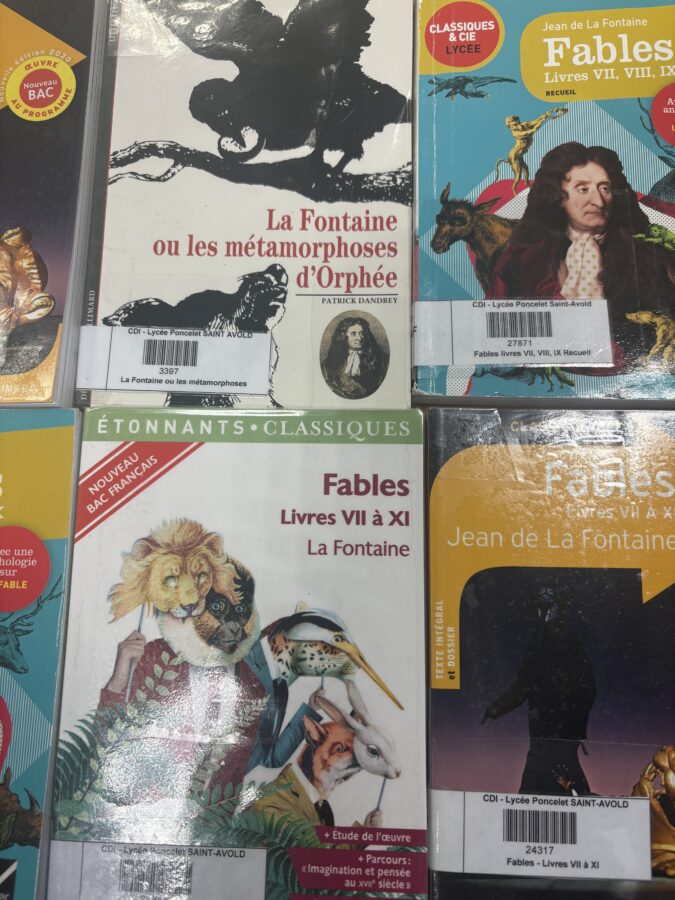 Nouvelle édition 2020
ŒUVRE
Nouveau
BAC
AU PROGRAMME
La Fontaine
ou les métamorphoses
d'Orphée
PATRICK DANDREY
CDI - Lycée Poncelet SAINT AVOLD
3397
La Fontaine ou les métamorphoses
CLASSIQUES
& CIE
LYCÉE
Jean de La Fontaine
Fables
Livres VII, VIII, IX
RECUEIL
CDI - Lycée Poncelet SAINT-Avold
27871
Fables livres VII, VIII, IX Recueil
ec une
hologie
sur
FABLE
ÉTONNANTS • CLASSIQUES
NOUVEAU
BAC FRANÇAIS
Fables
Livres VII à XI
La Fontaine
+ Étude de l'œuvre
+ Parcours :
« Imagination et pensée
au XVIIe siècle »
CDI - Lycée Poncelet SAINT-AVOLD
Fables
Livres VII À XI
Jean de La Fontaine
TEXTE INTÉGRAL
et DOSSIER
CDI - Lycée Poncelet SAINT-AVOLD
24317
Fables - Livres VII à XI